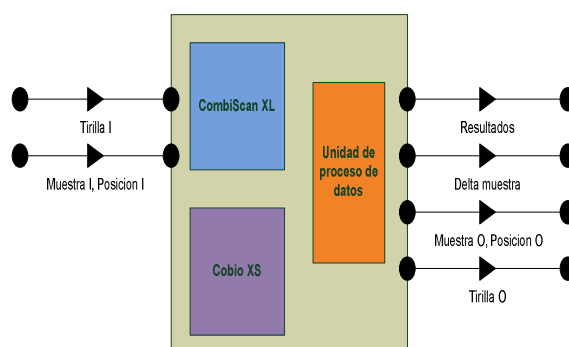 CombiScan XL
Tirilla I
Muestra I, Posicion I
Unidad de
proceso de
datos
Cobio XS
Resultados
Delta muestra
Muestra O, Posicion O
Tirilla O